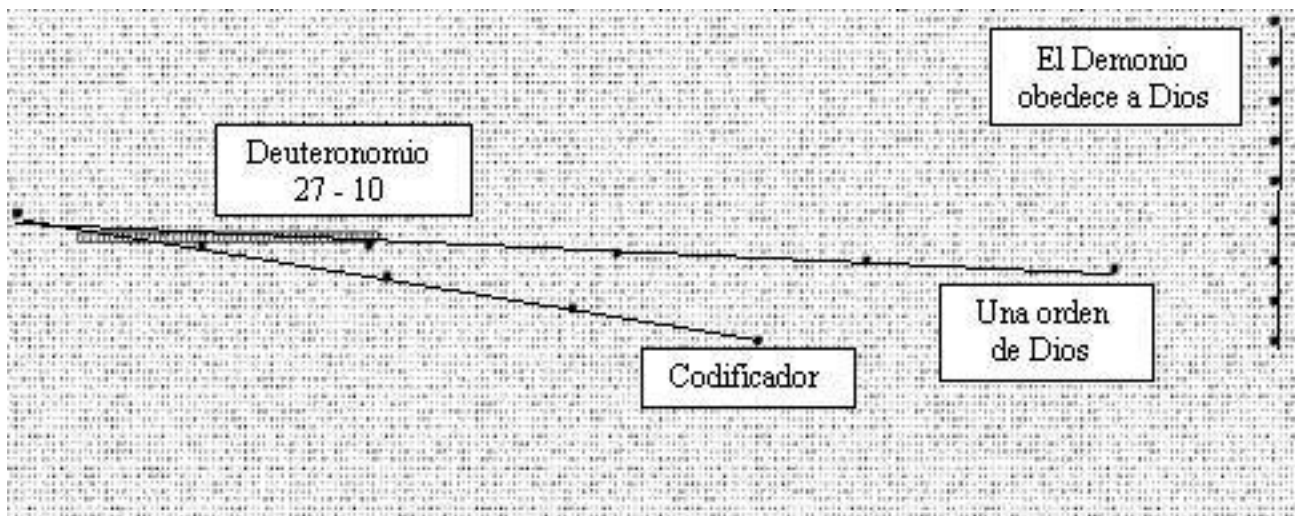 El Demonio
obedece a Dios
Deuteronomio
27 - 10
Una orden
de Dios
Codificador